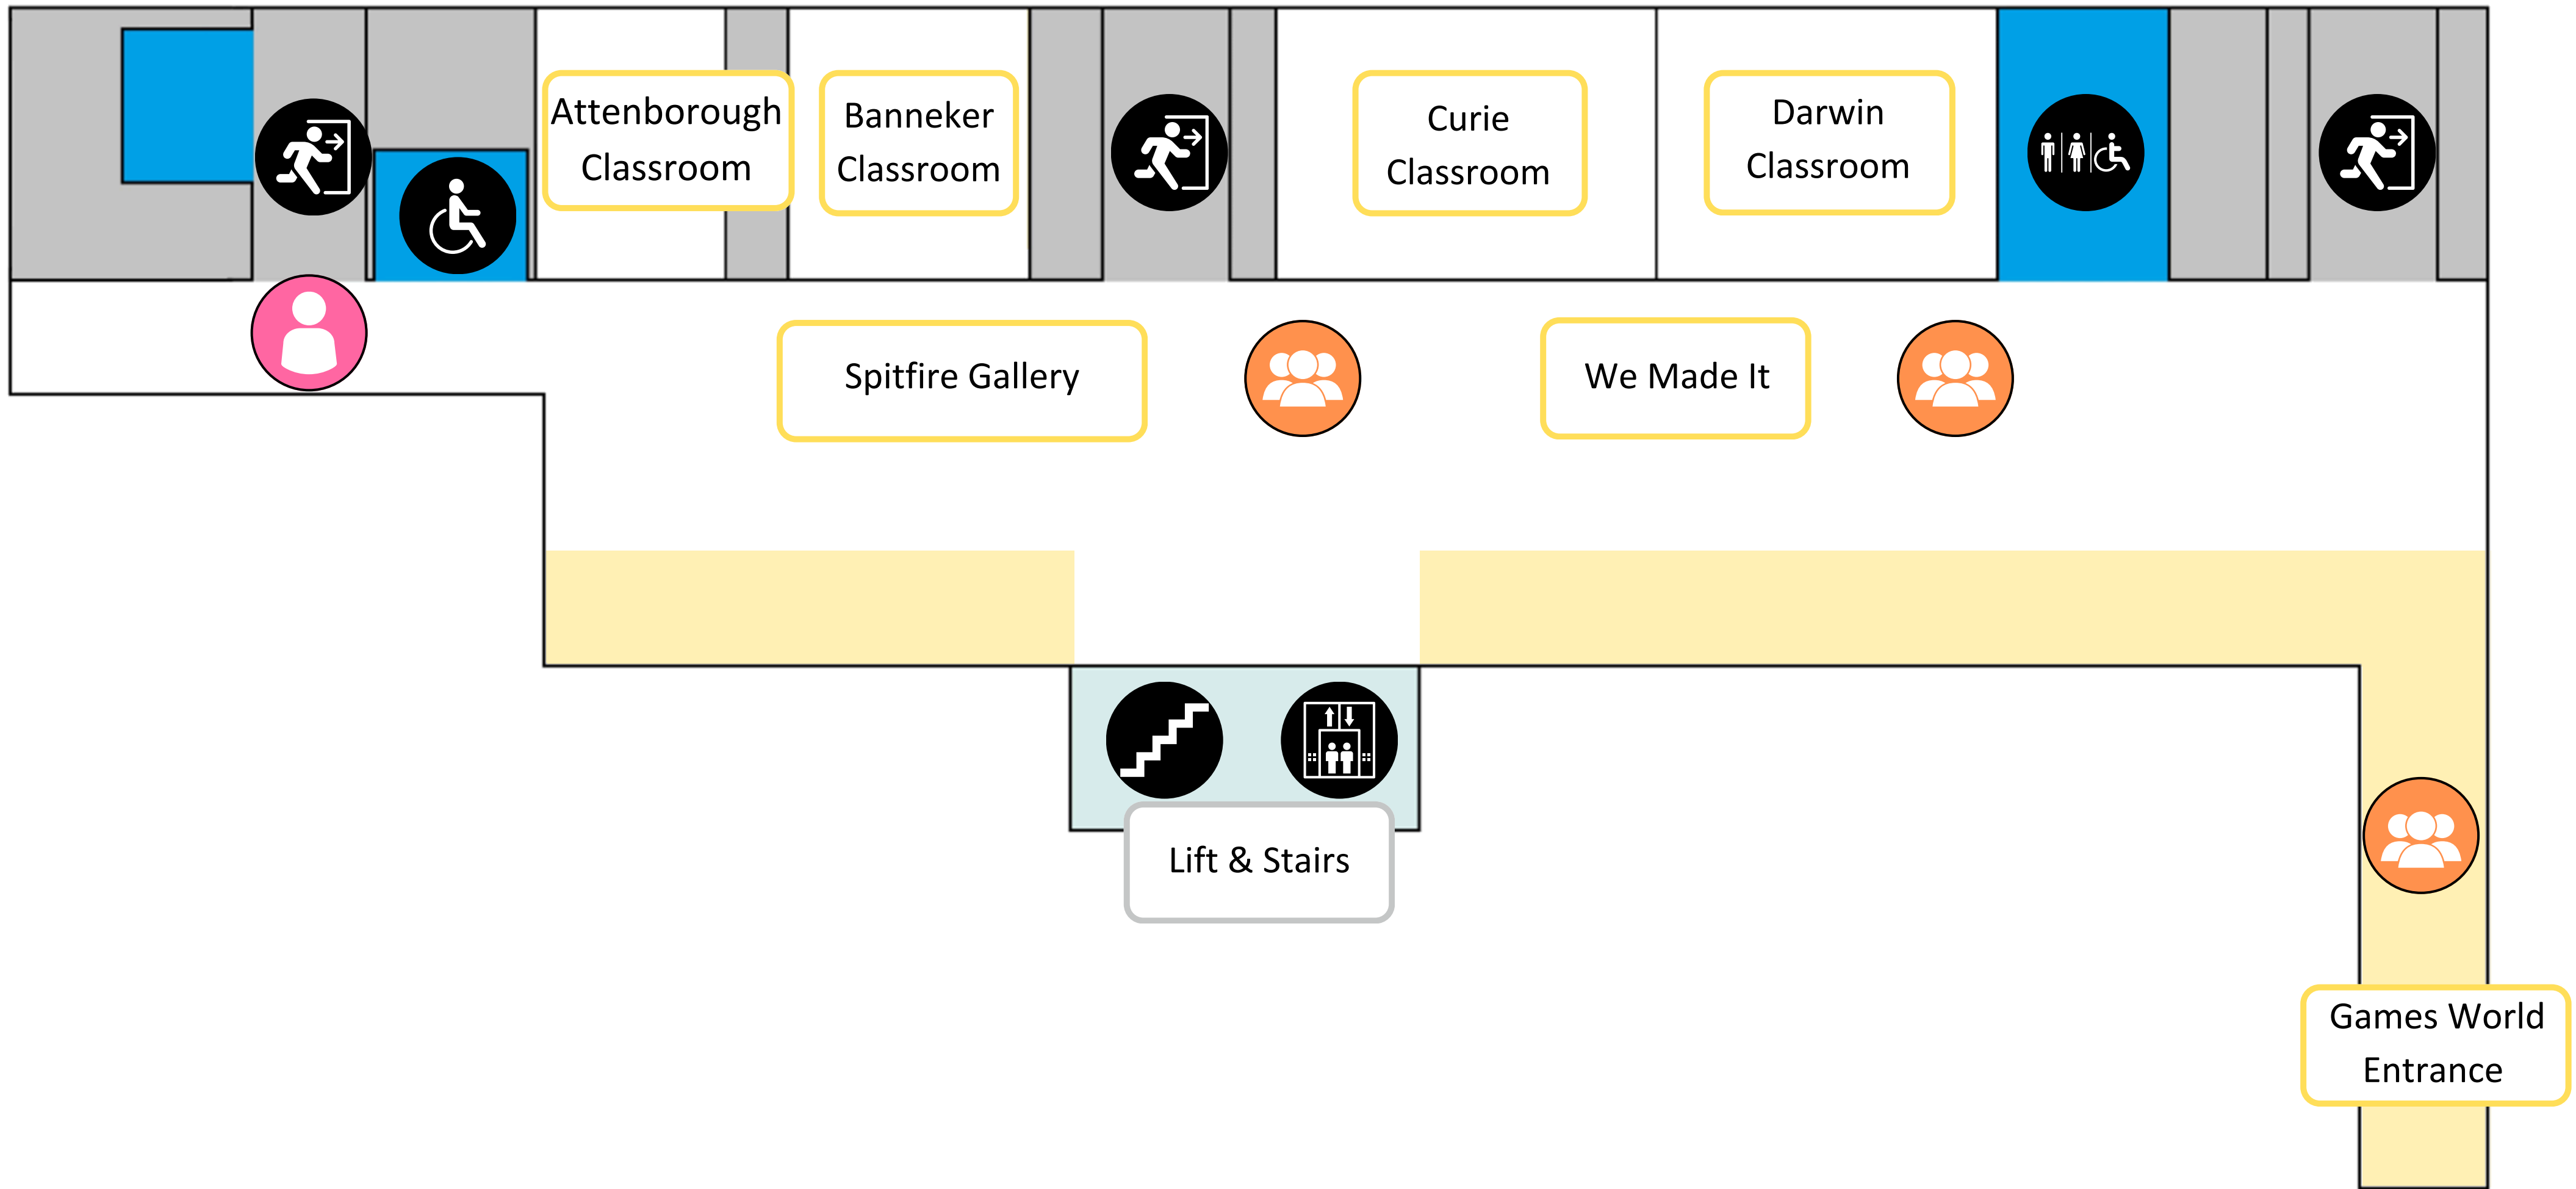 Attenborough
Classroom
Banneker
Classroom
Curie
Classroom
Darwin
Classroom
Spitfire Gallery
We Made It
Lift & Stairs
Games World
Entrance